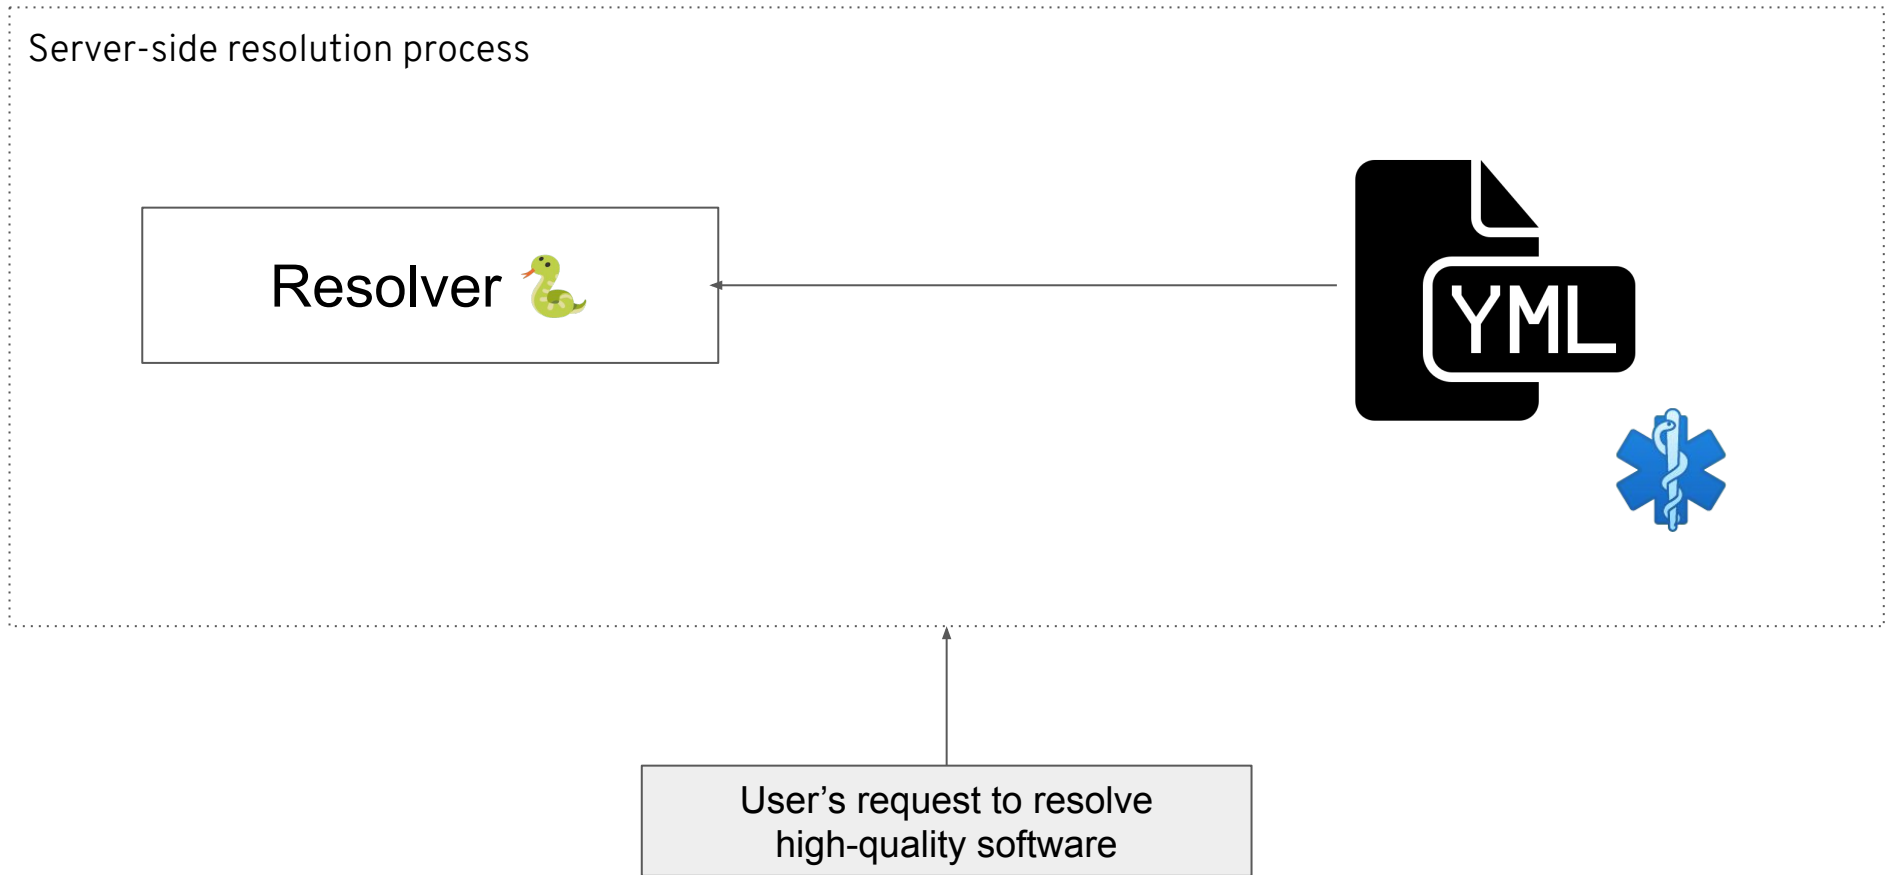 Server-side resolution process
Resolver 🐍
YML
User’s request to resolve
high-quality software